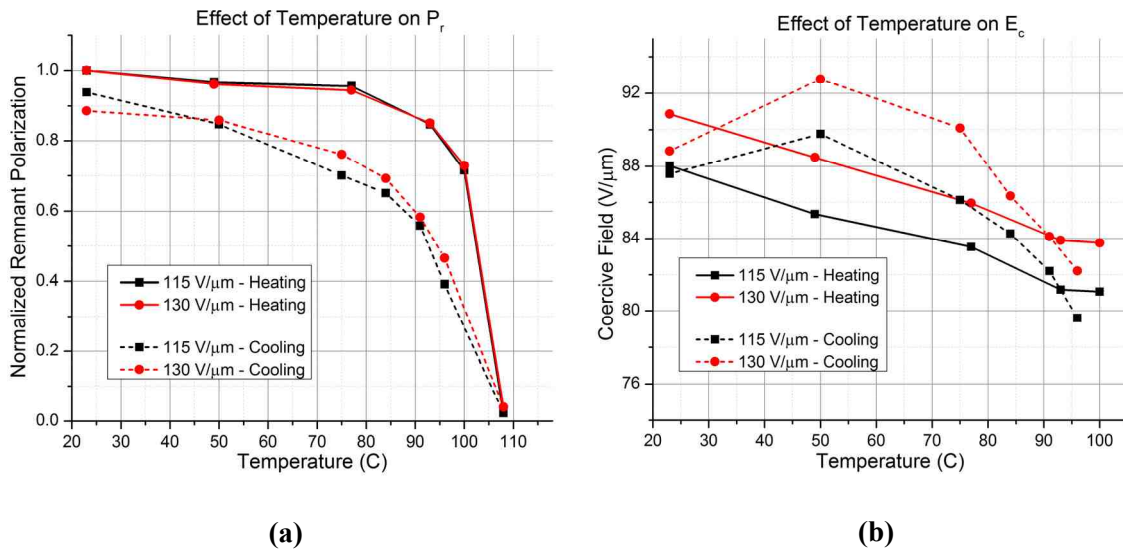 Effect of Temperature on Pr
Normalized Remnant Polarization
1.0
0.8
0.6
0.4
0.2
0.0
115 V/μm - Heating
130 V/μm - Heating
115 V/μm - Cooling
130 V/μm - Cooling
20 30 40 50 60 70 80 90 100 110
Temperature (C)
(a)
Effect of Temperature on Ec
Coercive Field (V/μm)
92
88
84
80
76
115 V/μm - Heating
130 V/μm - Heating
115 V/μm - Cooling
130 V/μm - Cooling
20 30 40 50 60 70 80 90 100
Temperature (C)
(b)